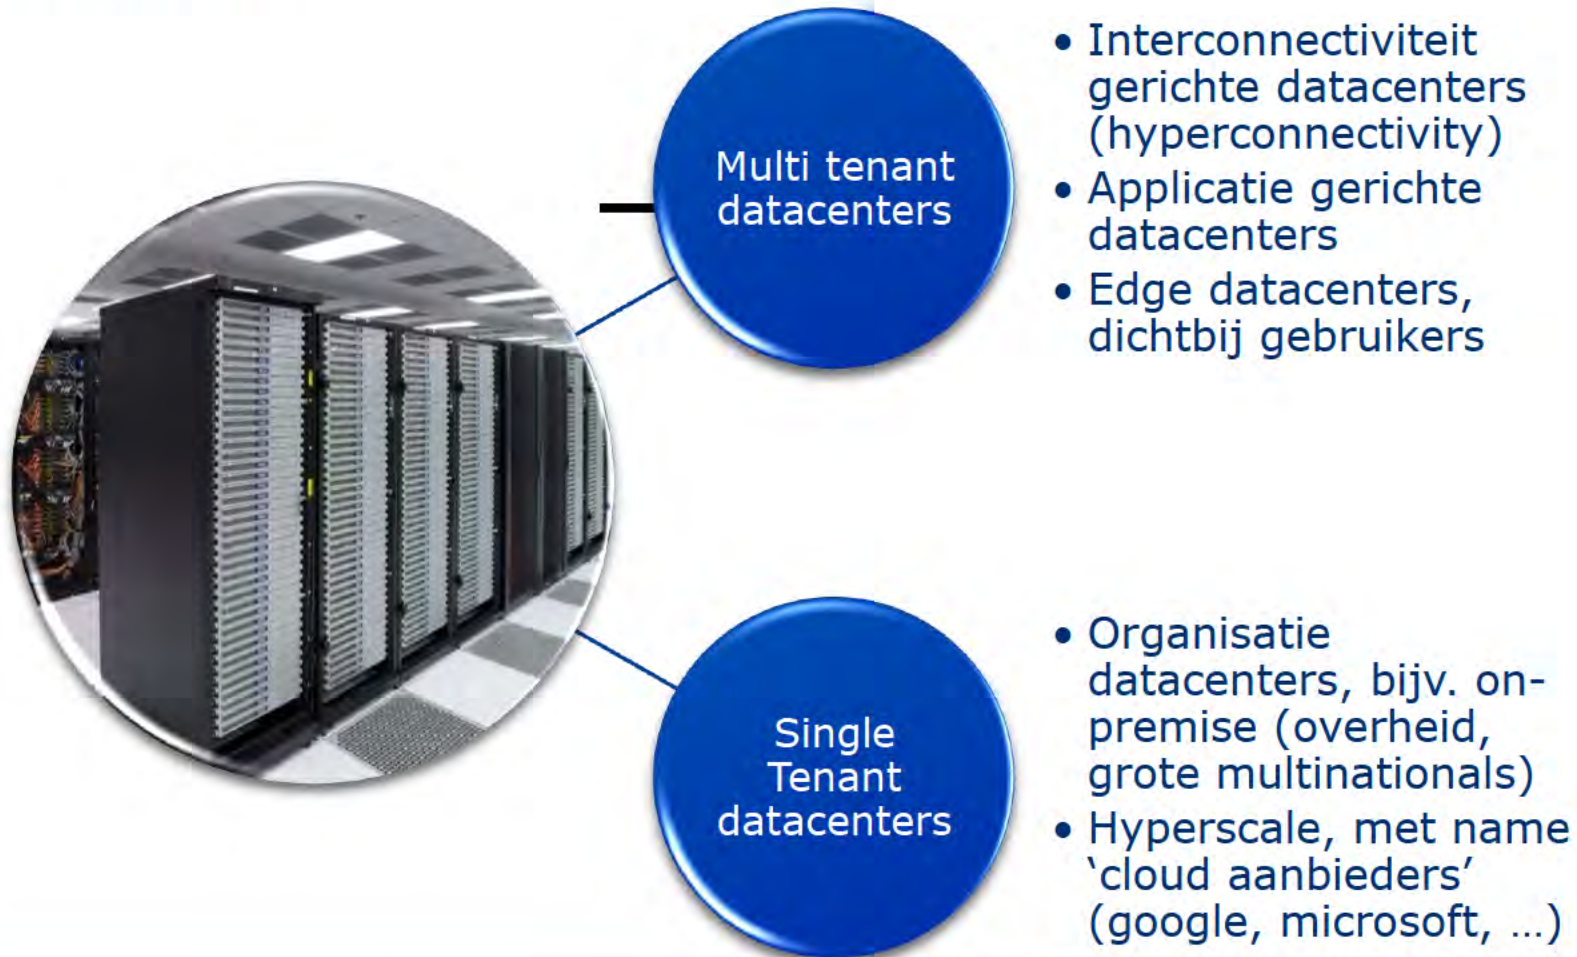 Multi tenant
datacenters
• Interconnectiviteit
gerichte datacenters
(hyperconnectivity)
• Applicatie gerichte
datacenters
• Edge datacenters,
dichtbij gebruikers
Single
Tenant
datacenters
• Organisatie
datacenters, bijv. on-
premise (overheid,
grote multinationals)
• Hyperscale, met name
‘cloud aanbieders’
(google, microsoft, …)